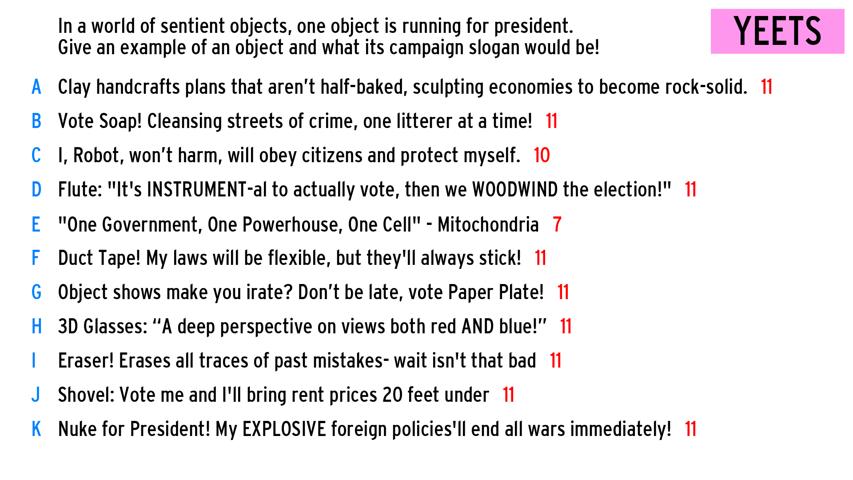 In a world of sentient objects, one object is running for president.
Give an example of an object and what its campaign slogan would be!
YEETS
A Clay handcrafts plans that aren't half-baked, sculpting economies to become rock-solid. 11
B Vote Soap! Cleansing streets of crime, one litterer at a time! 11
C I, Robot, won't harm, will obey citizens and protect myself. 10
D Flute: "It's INSTRUMENT-al to actually vote, then we WOODWIND the election!" 11
E "One Government, One Powerhouse, One Cell" - Mitochondria 7
F Duct Tape! My laws will be flexible, but they'll always stick! 11
G Object shows make you irate? Don't be late, vote Paper Plate! 11
H 3D Glasses: “A deep perspective on views both red AND blue!” 11
I Eraser! Erases all traces of past mistakes- wait isn't that bad 11
J Shovel: Vote me and I'll bring rent prices 20 feet under 11
K Nuke for President! My EXPLOSIVE foreign policies'll end all wars immediately! 11